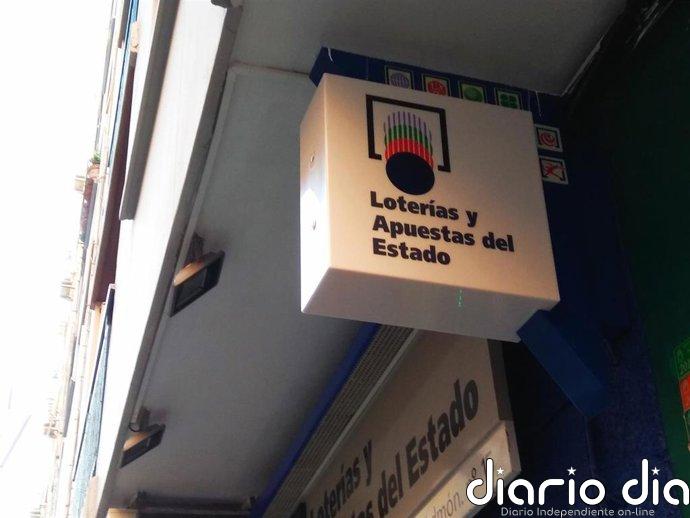 Loterías y
Apuestas del
Estado
Loterías y
del Estado
diario dia
Diario Independiente on-line